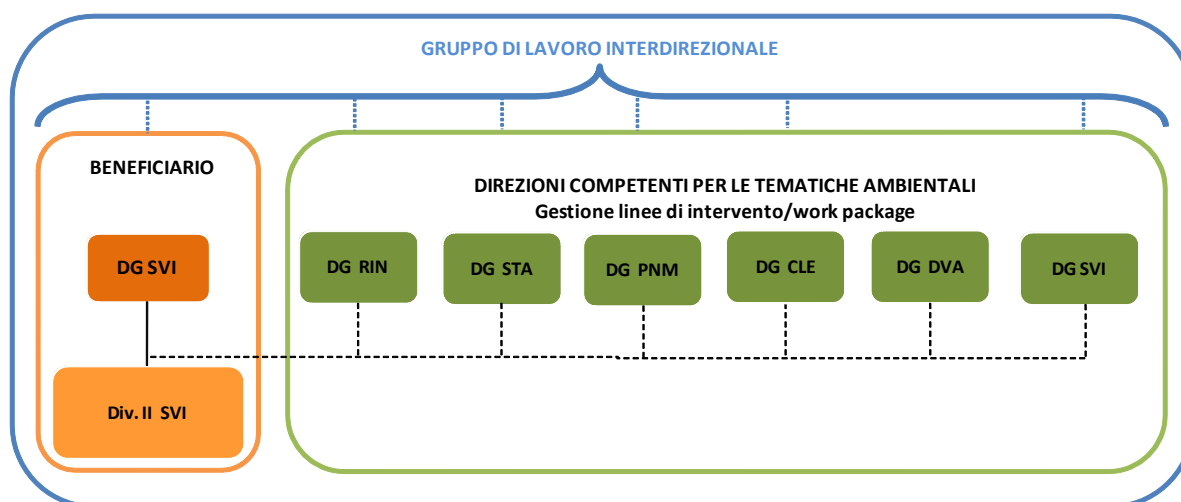 GRUPPO DI LAVORO INTERDIREZIONALE
BENEFICIARIO
DIREZIONI COMPETENTI PER LE TEMATICHE AMBIENTALI
Gestione linee di intervento/work package
DG SVI
DG RIN
DG STA
DG PNM
DG CLE
DG DVA
DG SVI
Div. II SVI